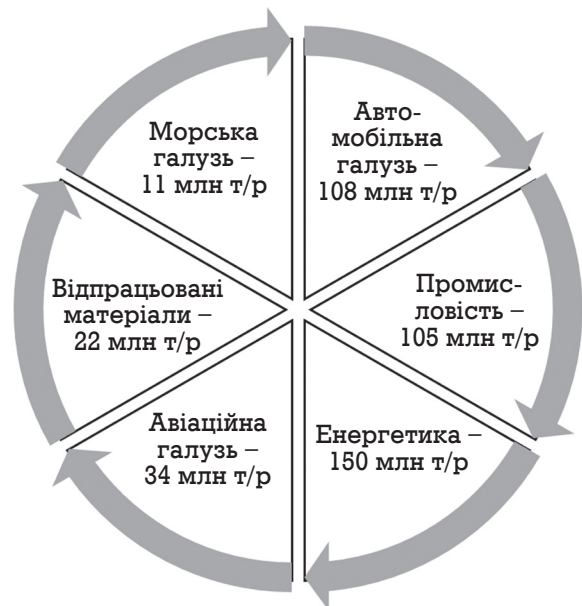 Морська
галузь –
11 млн т/р
Авто-
мобільна
галузь –
108 млн т/р
Відпрацьовані
матеріали –
22 млн т/р
Промис-
ловість –
105 млн т/р
Авіаційна
галузь –
34 млн т/р
Енергетика –
150 млн т/р